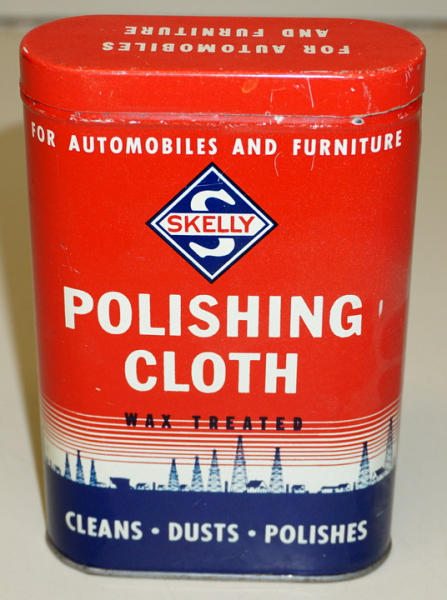 FOR AUTOMOBILES
AND FURNITURE
FOR AUTOMOBILES AND FURNITURE
S
SKELLY
POLISHING
CLOTH
WAX TREATED
CLEANS • DUSTS • POLISHES